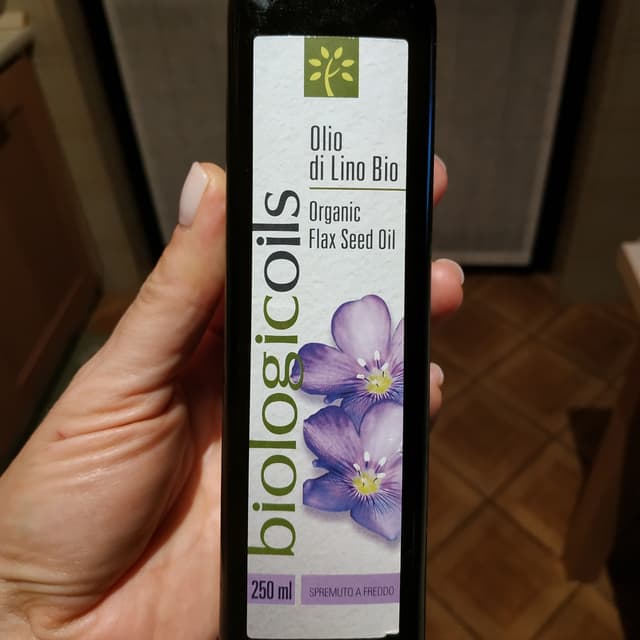 Olio
di Lino Bio
Organic
Flax Seed Oil
biologicoils
250 ml
SPREMUTO A FREDDO